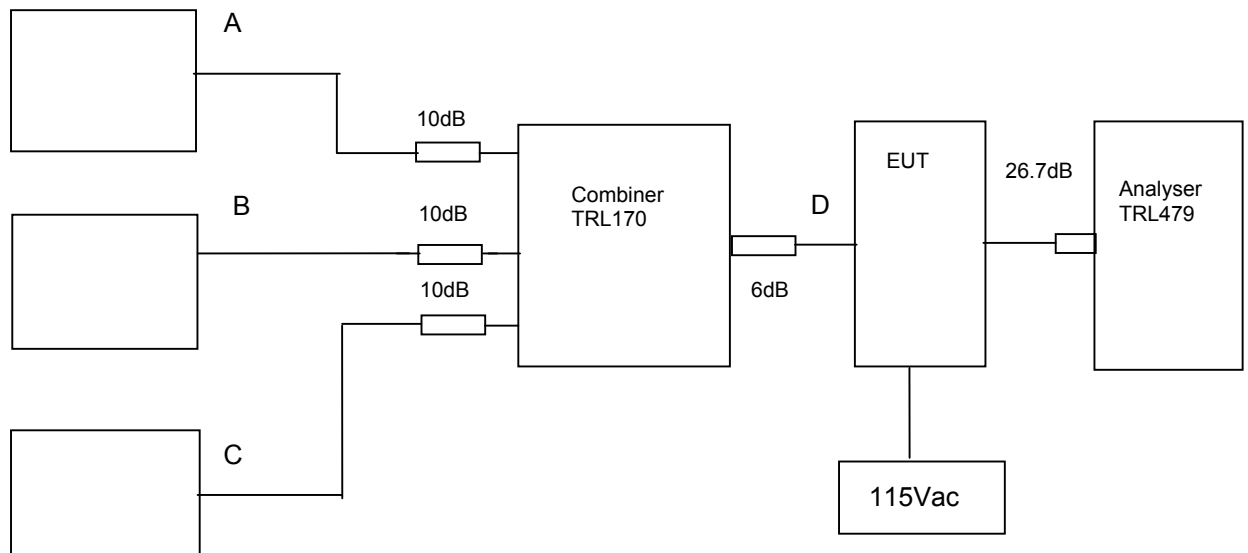 A
10dB
B
10dB
10dB
C
Combiner
TRL170
6dB
D
EUT
26.7dB
Analyser
TRL479
115Vac